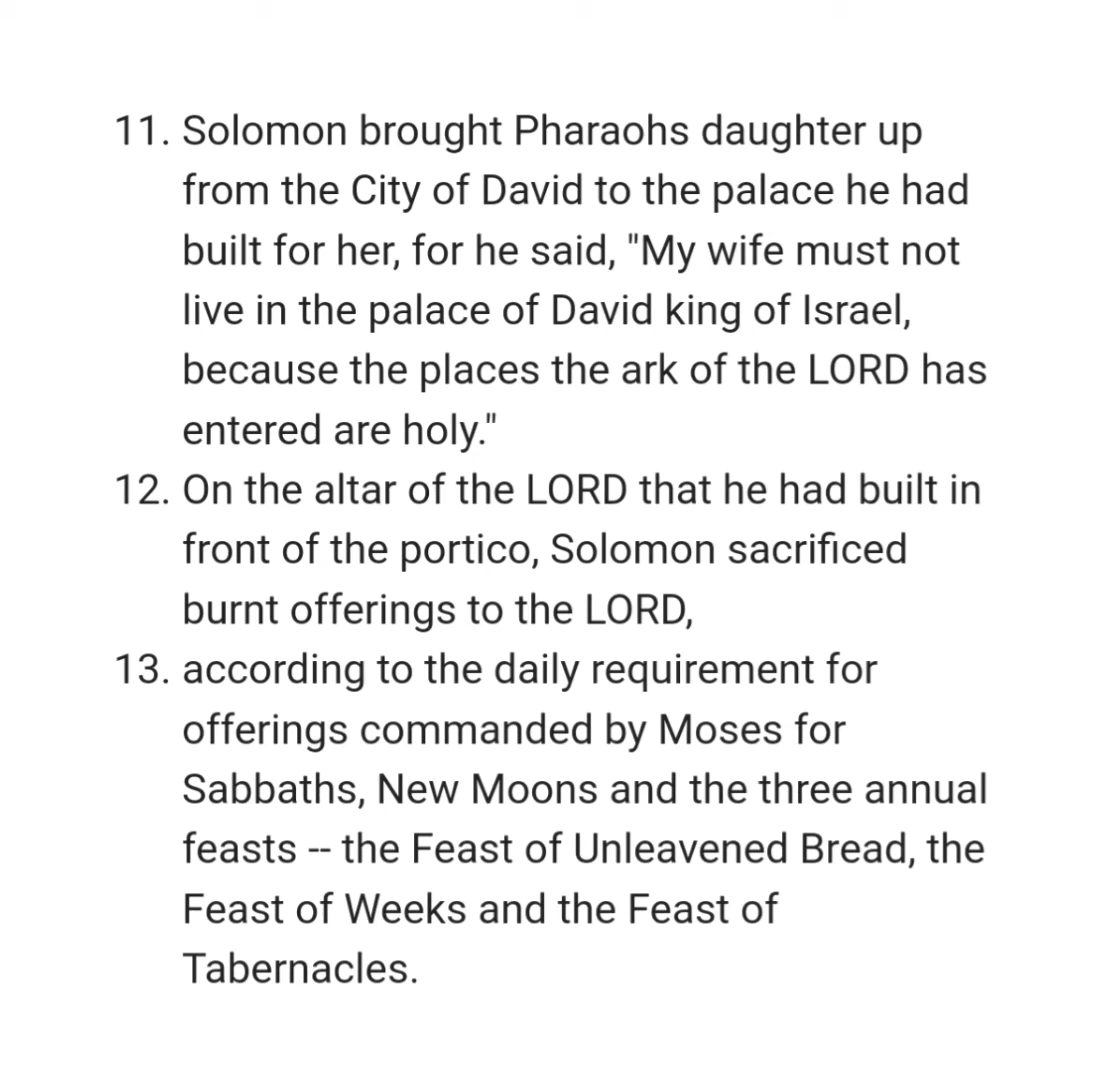 11. Solomon brought Pharaohs daughter up
from the City of David to the palace he had
built for her, for he said, "My wife must not
live in the palace of David king of Israel,
because the places the ark of the LORD has
entered are holy."
12. On the altar of the LORD that he had built in
front of the portico, Solomon sacrificed
burnt offerings to the LORD,
13. according to the daily requirement for
offerings commanded by Moses for
Sabbaths, New Moons and the three annual
feasts -- the Feast of Unleavened Bread, the
Feast of Weeks and the Feast of
Tabernacles.